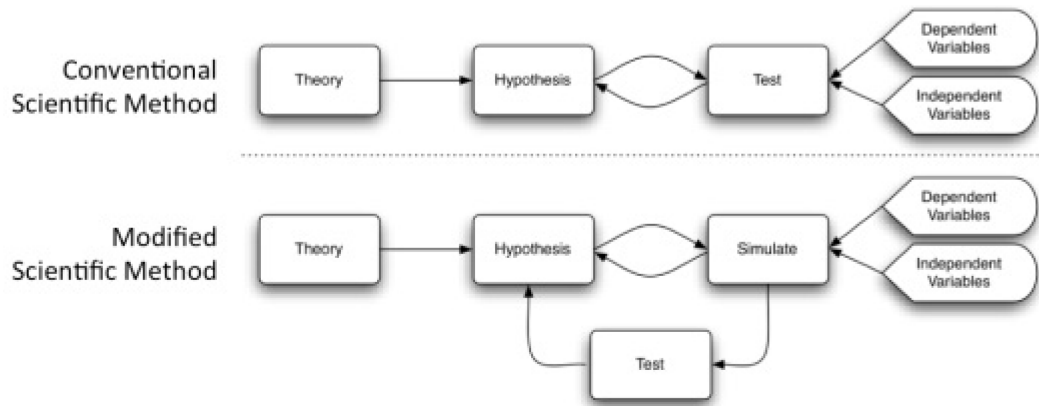 Conventional
Scientific Method
Theory
Hypothesis
Test
Dependent
Variables
Independent
Variables
Modified
Scientific Method
Theory
Hypothesis
Simulate
Dependent
Variables
Independent
Variables
Test